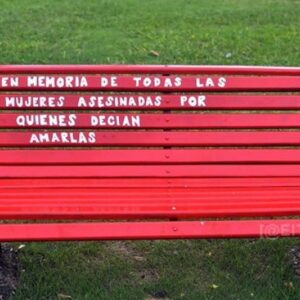 EN MEMORIA DE TODAS LAS
MUJERES ASESINADAS POR
QUIENES DECIAN
AMARLAS